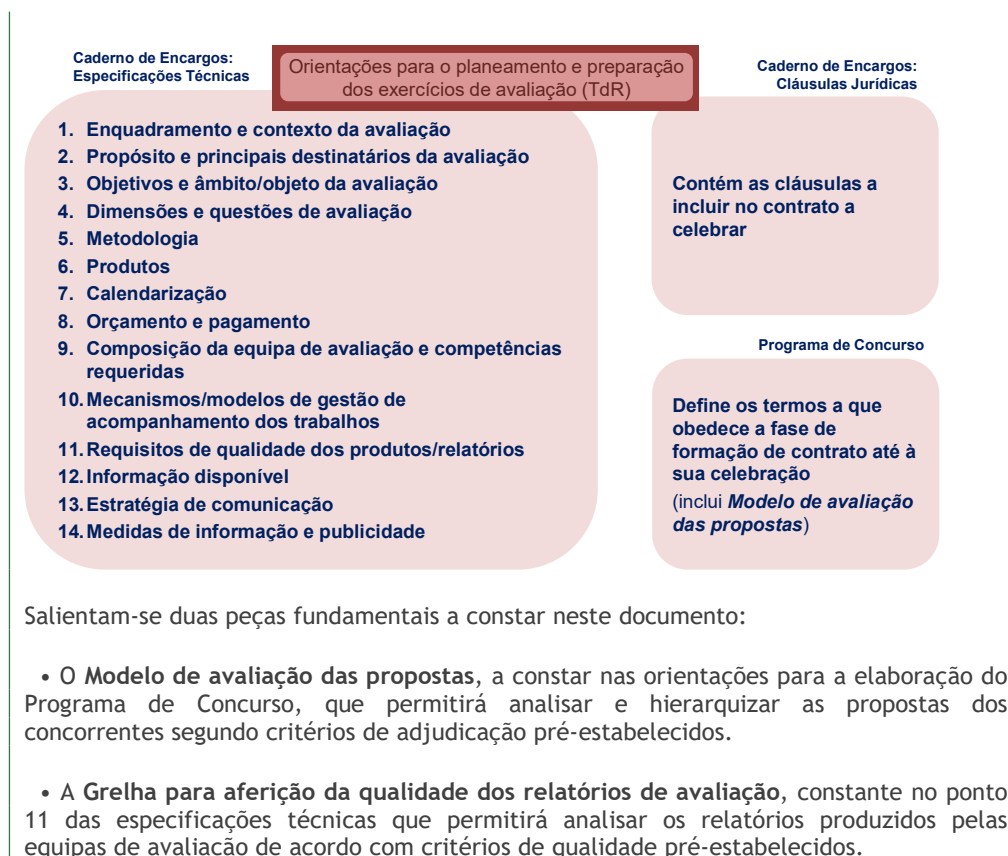 Caderno de Encargos:
Especificações Técnicas
Orientações para o planeamento e preparação
dos exercícios de avaliação (TdR)
Caderno de Encargos:
Cláusulas Jurídicas
1. Enquadramento e contexto da avaliação
2. Propósito e principais destinatários da avaliação
3. Objetivos e âmbito/objeto da avaliação
4. Dimensões e questões de avaliação
5. Metodologia
6. Produtos
7. Calendarização
8. Orçamento e pagamento
9. Composição da equipa de avaliação e competências
requeridas
10. Mecanismos/modelos de gestão de
acompanhamento dos trabalhos
11. Requisitos de qualidade dos produtos/relatórios
12. Informação disponível
13. Estratégia de comunicação
14. Medidas de informação e publicidade
Contém as cláusulas a
incluir no contrato a
celebrar
Programa de Concurso
Define os termos a que
obedece a fase de
formação de contrato até à
sua celebração
(inclui Modelo de avaliação
das propostas)
Salientam-se duas peças fundamentais a constar neste documento:
• O Modelo de avaliação das propostas, a constar nas orientações para a elaboração do
Programa de Concurso, que permitirá analisar e hierarquizar as propostas dos
concorrentes segundo critérios de adjudicação pré-estabelecidos.
• A Grelha para aferição da qualidade dos relatórios de avaliação, constante no ponto
11 das especificações técnicas que permitirá analisar os relatórios produzidos pelas
equipas de avaliação de acordo com critérios de qualidade pré-estabelecidos.